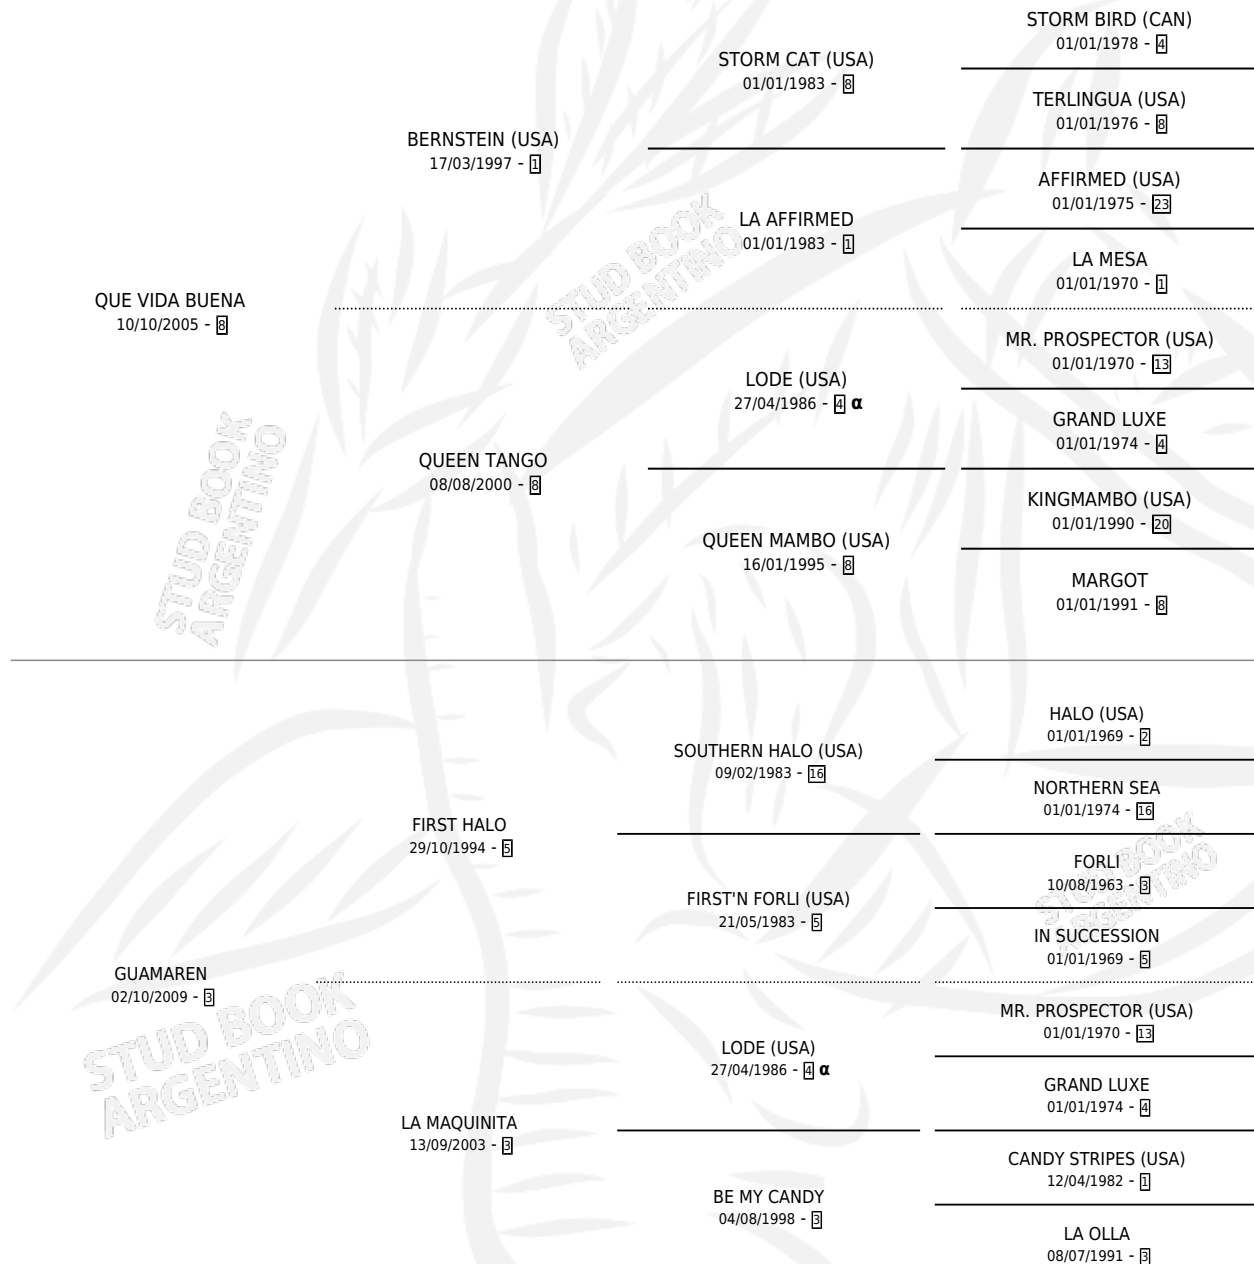 STORM BIRD (CAN)
01/01/1978 - 4
STORM CAT (USA)
01/01/1983 - 8
TERLINGUA (USA)
01/01/1976 - 8
BERNSTEIN (USA)
17/03/1997 - 1
AFFIRMED (USA)
01/01/1975 - 23
LA AFFIRMED
01/01/1983 - 1
LA MESA
01/01/1970 - 1
QUE VIDA BUENA
10/10/2005 - 8
MR. PROSPECTOR (USA)
01/01/1970 - 13
LODE (USA)
27/04/1986 - 4 α
GRAND LUXE
01/01/1974 - 4
QUEEN TANGO
08/08/2000 - 8
KINGMAMBO (USA)
01/01/1990 - 20
QUEEN MAMBO (USA)
16/01/1995 - 8
MARGOT
01/01/1991 - 8
HALO (USA)
01/01/1969 - 2
SOUTHERN HALO (USA)
09/02/1983 - 16
NORTHERN SEA
01/01/1974 - 16
FIRST HALO
29/10/1994 - 5
FORLI
10/08/1963 - 3
FIRST'N FORLI (USA)
21/05/1983 - 5
IN SUCCESSION
01/01/1969 - 5
GUAMAREN
02/10/2009 - 3
MR. PROSPECTOR (USA)
01/01/1970 - 13
LODE (USA)
27/04/1986 - 4 α
GRAND LUXE
01/01/1974 - 4
LA MAQUINITA
13/09/2003 - 3
CANDY STRIPES (USA)
12/04/1982 - 1
BE MY CANDY
04/08/1998 - 3
LA OLLA
08/07/1991 - 3
STUD BOOK
ARGENTINO
STUD BOOK
ARGENTINO
STUD BOOK
ARGENTINO
STUD BOOK
ARGENTINO